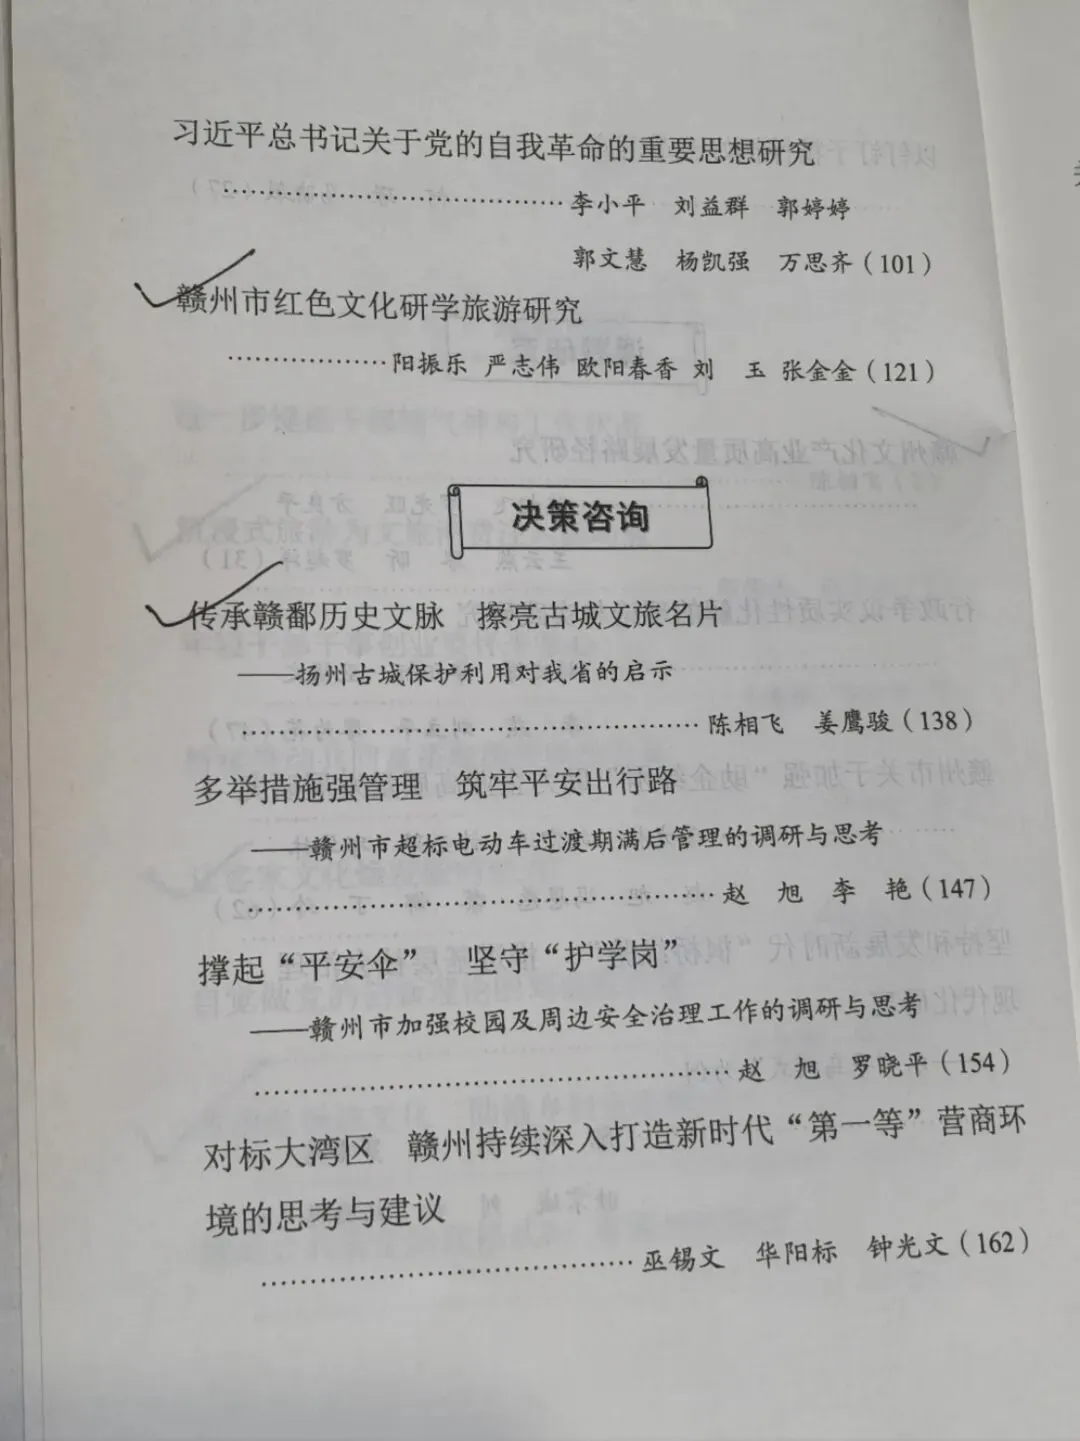 习近平总书记关于党的自我革命的重要思想研究
……………………………李小平 刘益群 郭婷婷
郭文慧 杨凯强 万思齐(101)
赣州市红色文化研学旅游研究
………………阳振乐 严志伟 欧阳春香 刘 玉 张金金(121)
决策咨询
传承赣鄱历史文脉 擦亮古城文旅名片
——扬州古城保护利用对我省的启示
……………………………………陈相飞 姜鹰骏(138)
多举措施强管理 筑牢平安出行路
——赣州市超标电动车过渡期满后管理的调研与思考
……………………………………赵 旭 李 艳(147)
撑起“平安伞” 坚守“护学岗”
——赣州市加强校园及周边安全治理工作的调研与思考
……………………………………赵 旭 罗晓平(154)
对标大湾区 赣州持续深入打造新时代“第一等”营商环
境的思考与建议
……………………………巫锡文 华阳标 钟光文(162)